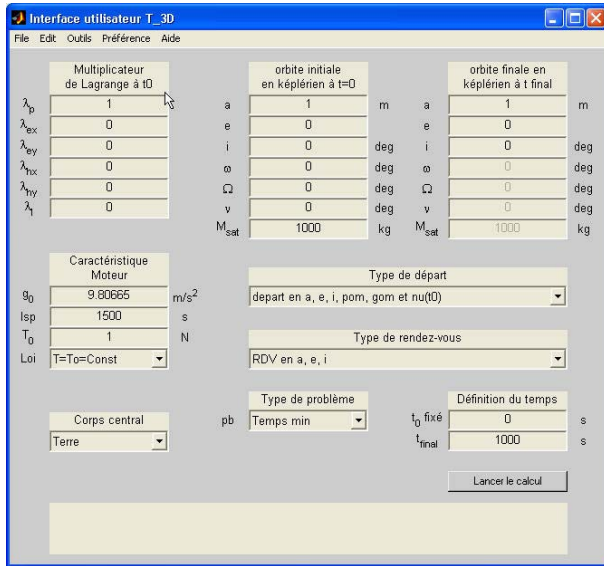 Interface utilisateur T_3D
File Edit Outils Préférence Aide
Multiplicateur
de Lagrange à t0
λp 1
λex 0
λey 0
λhx 0
λhy 0
λl 0
orbite initiale
en képlérien à t=0
a 1 m
e 0
i 0 deg
ω 0 deg
Ω 0 deg
ν 0 deg
Msat 1000 kg
orbite finale en
képlérien à t final
a 1 m
e 0
i 0 deg
ω 0 deg
Ω 0 deg
ν 0 deg
Msat 1000 kg
Caractéristique
Moteur
g0 9.80665 m/s²
Isp 1500 s
T0 1 N
Loi T=To=Const
Type de départ
depart en a, e, i, pom, gom et nu(t0)
Type de rendez-vous
RDV en a, e, i
Corps central
Terre
Type de problème
pb Temps min
Définition du temps
t0 fixé 0 s
tfinal 1000 s
Lancer le calcul